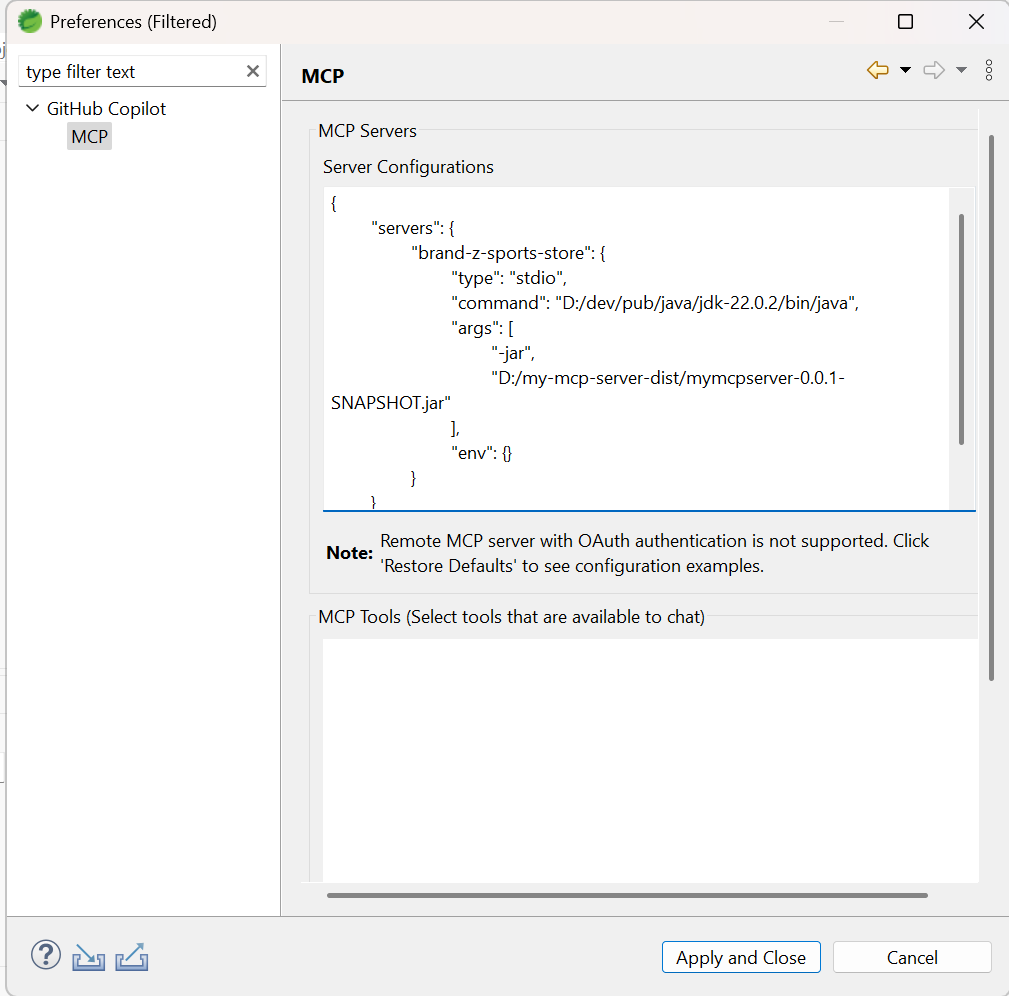 Preferences (Filtered)
type filter text
GitHub Copilot
MCP
MCP
MCP Servers
Server Configurations
{
"servers": {
"brand-z-sports-store": {
"type": "stdio",
"command": "D:/dev/pub/java/jdk-22.0.2/bin/java",
"args": [
"-jar",
"D:/my-mcp-server-dist/mymcpserver-0.0.1-
SNAPSHOT.jar"
],
"env": {}
}
}
Note: Remote MCP server with OAuth authentication is not supported. Click
'Restore Defaults' to see configuration examples.
MCP Tools (Select tools that are available to chat)
?
Apply and Close
Cancel